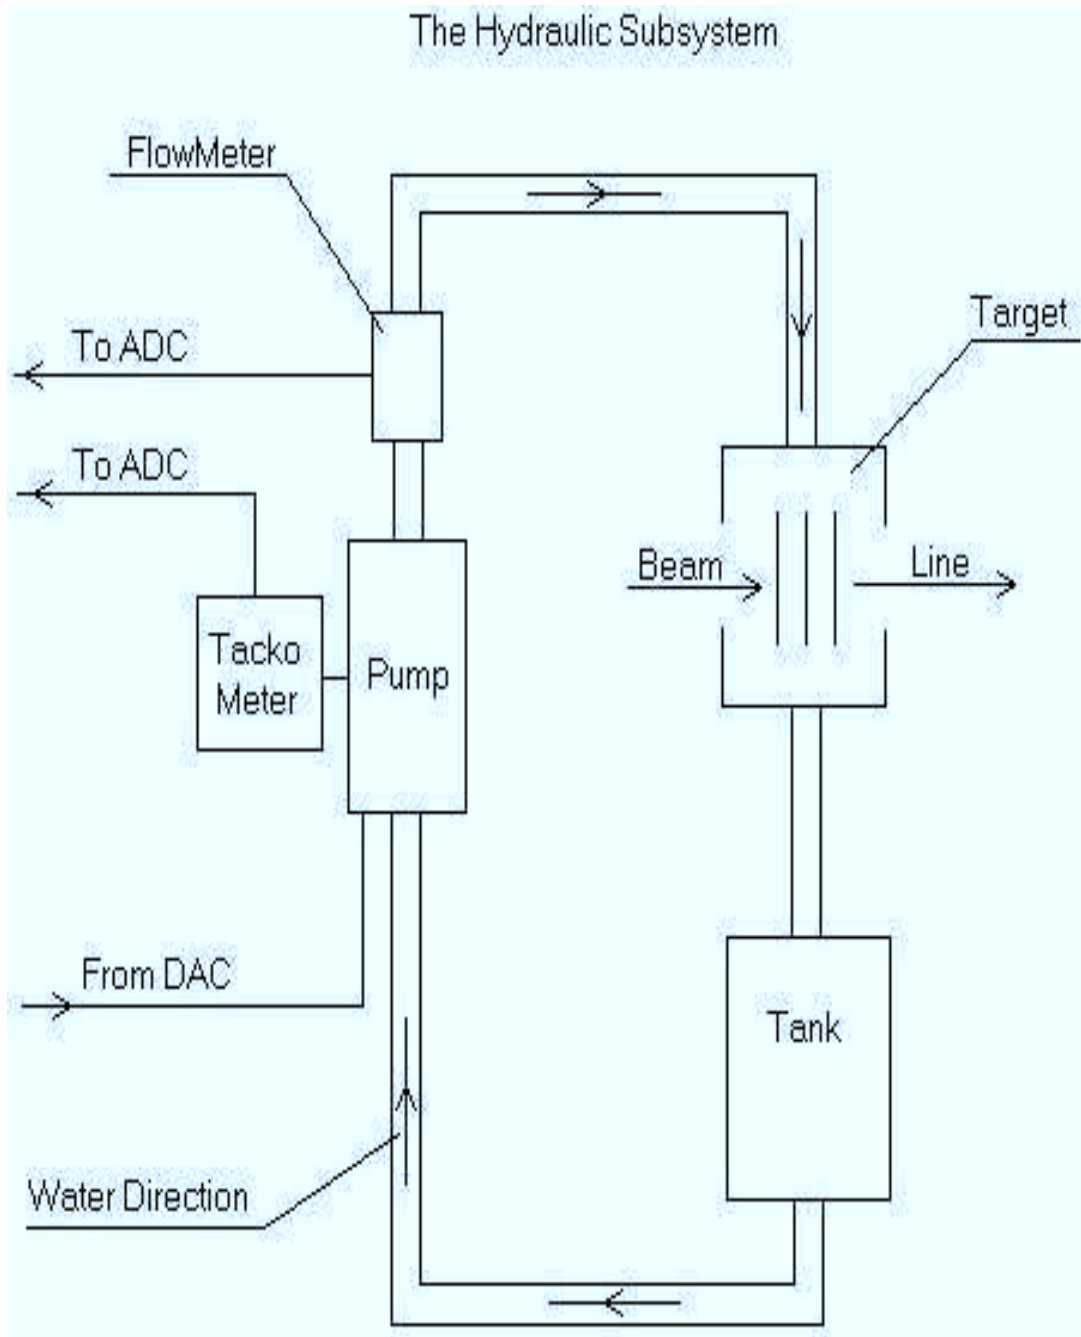 The Hydraulic Subsystem
FlowMeter
To ADC
Target
To ADC
Beam
Line
Tacko
Meter
Pump
From DAC
Tank
Water Direction